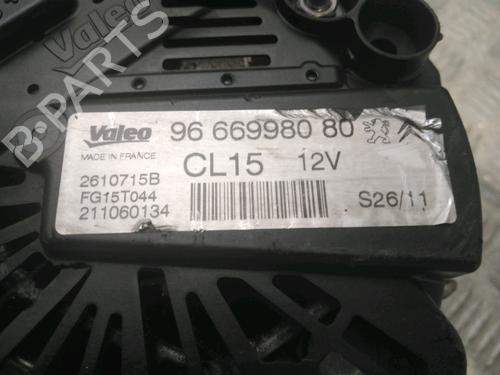 Valeo
B-PARTS
Valeo 96 669980 80
MADE IN FRANCE
CL15 12V
2610715B
FG15T044
211060134
S26/11